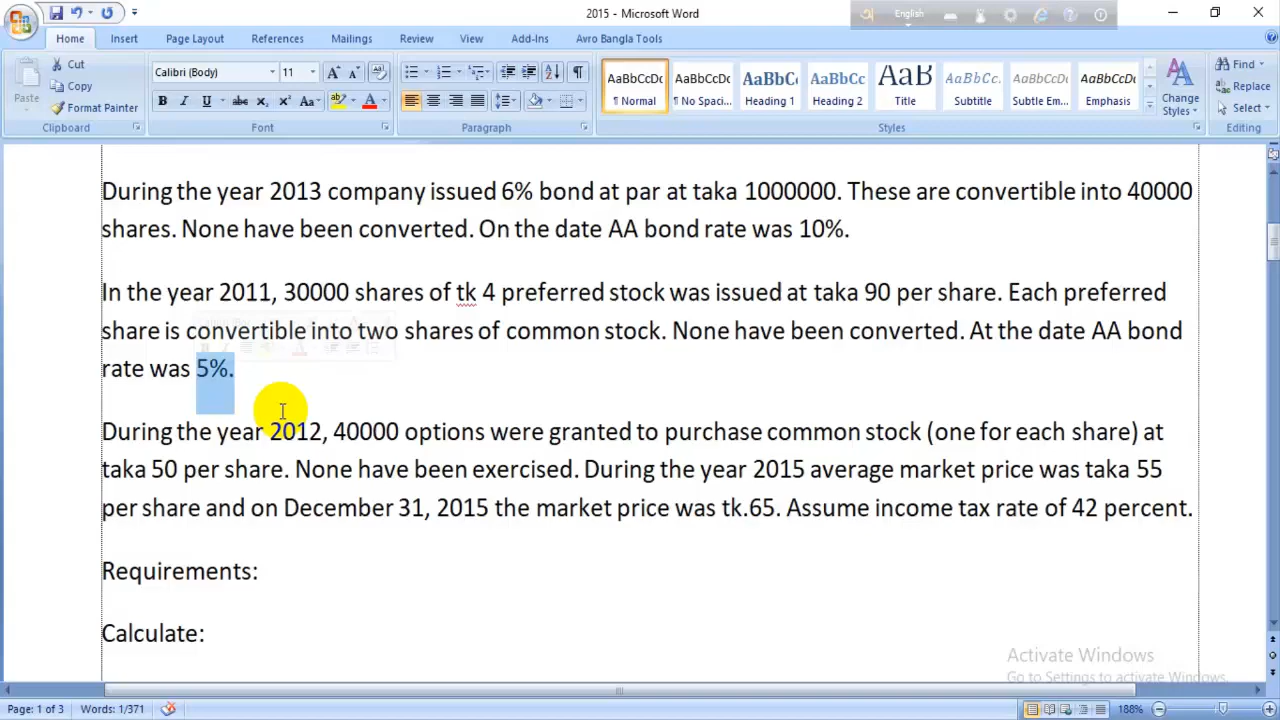 2015 - Microsoft Word
English
Home Insert Page Layout References Mailings Review View Add-Ins Avro Bangla Tools
Paste Cut Copy Format Painter Clipboard
Calibri (Body) 11 Font
Paragraph
AaBbCcDc AaBbCcDc AaBbCc AaBbCc AaB AaBbCc. AaBbCcDc AaBbCcDc
¶ Normal ¶ No Spaci... Heading 1 Heading 2 Title Subtitle Subtle Em... Emphasis
Change Styles Styles
Find Replace Select Editing
During the year 2013 company issued 6% bond at par at taka 1000000. These are convertible into 40000
shares. None have been converted. On the date AA bond rate was 10%.
In the year 2011, 30000 shares of tk 4 preferred stock was issued at taka 90 per share. Each preferred
share is convertible into two shares of common stock. None have been converted. At the date AA bond
rate was 5%.
During the year 2012, 40000 options were granted to purchase common stock (one for each share) at
taka 50 per share. None have been exercised. During the year 2015 average market price was taka 55
per share and on December 31, 2015 the market price was tk.65. Assume income tax rate of 42 percent.
Requirements:
Calculate:
Activate Windows
Go to Settings to activate Windows.
Page: 1 of 3 Words: 1/371 188%